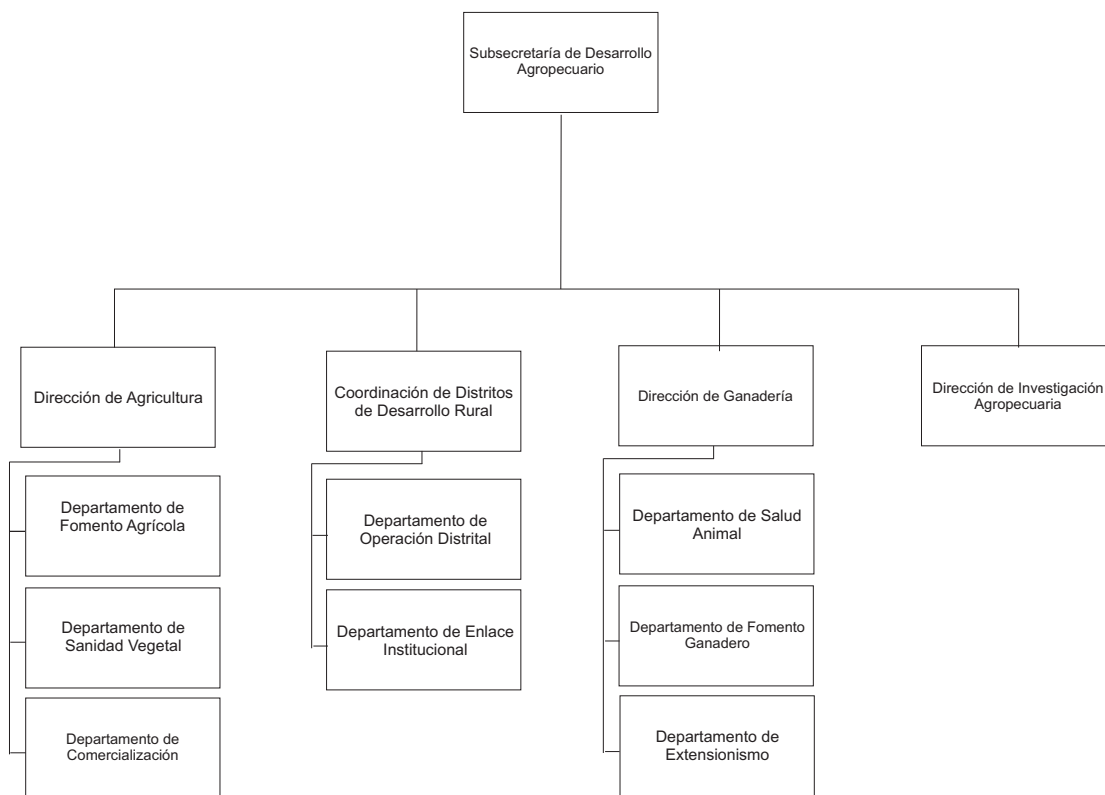 Subsecretaría de Desarrollo
Agropecuario
Dirección de Agricultura
Coordinación de Distritos
de Desarrollo Rural
Dirección de Ganadería
Dirección de Investigación
Agropecuaria
Departamento de
Fomento Agrícola
Departamento de
Operación Distrital
Departamento de Salud
Animal
Departamento de
Sanidad Vegetal
Departamento de Enlace
Institucional
Departamento de Fomento
Ganadero
Departamento de
Comercialización
Departamento de
Extensionismo